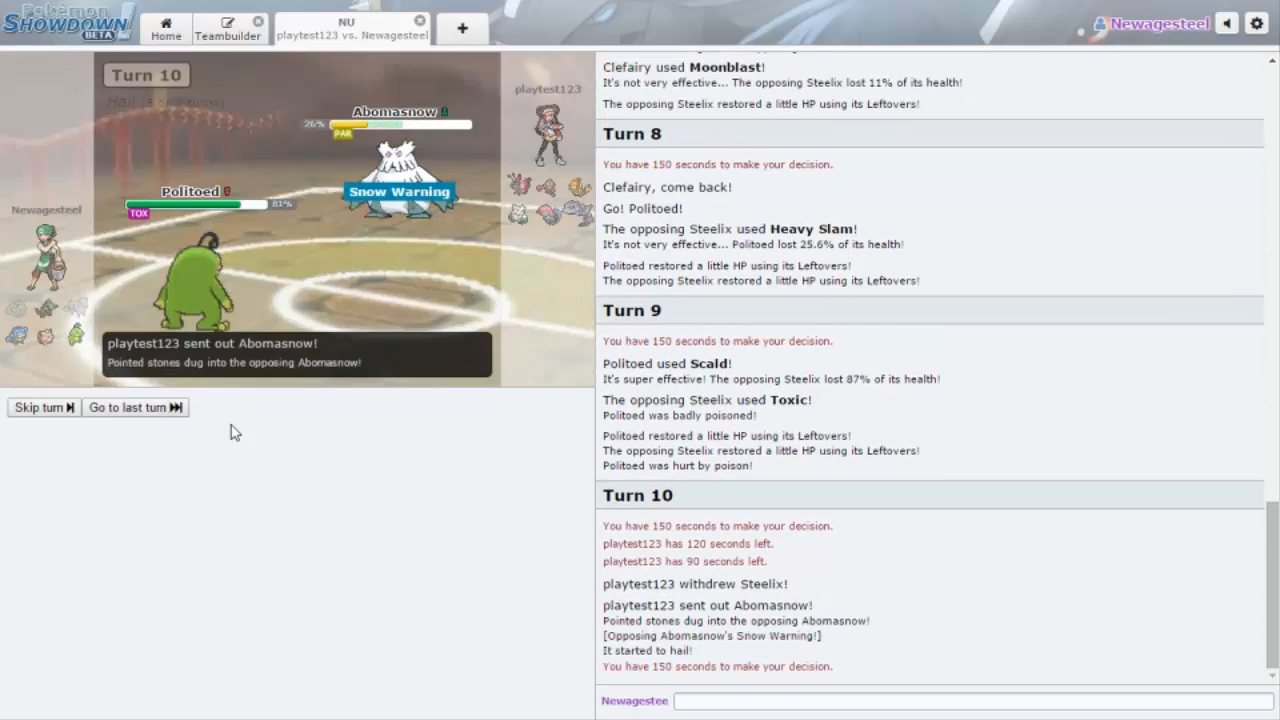 Pokémon
SHOWDOWN!
BETA
Home
Teambuilder
NU
playtest123 vs. Newagesteel
+
Newagesteel
Turn 10
playtest123
Abomasnow
26%
PAR
Snow Warning
Politoed
81%
TOX
Newagesteel
playtest123 sent out Abomasnow!
Pointed stones dug into the opposing Abomasnow!
Skip turn
Go to last turn
Clefairy used Moonblast!
It's not very effective... The opposing Steelix lost 11% of its health!
The opposing Steelix restored a little HP using its Leftovers!
Turn 8
You have 150 seconds to make your decision.
Clefairy, come back!
Go! Politoed!
The opposing Steelix used Heavy Slam!
It's not very effective... Politoed lost 25.6% of its health!
Politoed restored a little HP using its Leftovers!
The opposing Steelix restored a little HP using its Leftovers!
Turn 9
You have 150 seconds to make your decision.
Politoed used Scald!
It's super effective! The opposing Steelix lost 87% of its health!
The opposing Steelix used Toxic!
Politoed was badly poisoned!
Politoed restored a little HP using its Leftovers!
The opposing Steelix restored a little HP using its Leftovers!
Politoed was hurt by poison!
Turn 10
You have 150 seconds to make your decision.
playtest123 has 120 seconds left.
playtest123 has 90 seconds left.
playtest123 withdrew Steelix!
playtest123 sent out Abomasnow!
Pointed stones dug into the opposing Abomasnow!
[Opposing Abomasnow's Snow Warning!]
It started to hail!
You have 150 seconds to make your decision.
Newagestee